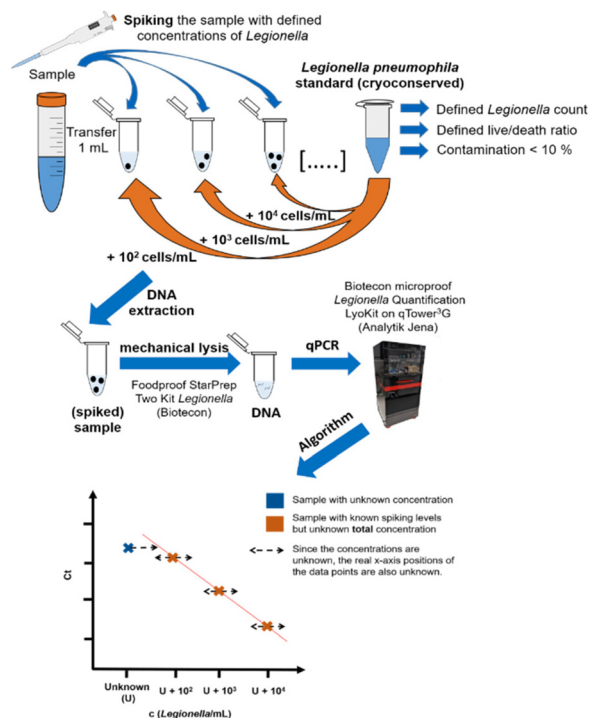 Spiking the sample with defined
concentrations of Legionella
Sample
Transfer
1 mL
Legionella pneumophila
standard (cryoconserved)
Defined Legionella count
Defined live/death ratio
Contamination < 10 %
[.....]
+ 10⁴ cells/mL
+ 10³ cells/mL
+ 10² cells/mL
DNA
extraction
(spiked)
sample
mechanical lysis
Foodproof StarPrep
Two Kit Legionella
(Biotecon)
DNA
qPCR
Biotecon microproof
Legionella Quantification
LyoKit on qTower³G
(Analytik Jena)
Algorithm
Sample with unknown concentration
Sample with known spiking levels
but unknown total concentration
Since the concentrations are
unknown, the real x-axis positions of
the data points are also unknown.
Ct
Unknown
(U)
U + 10²
U + 10³
U + 10⁴
c (Legionella/mL)